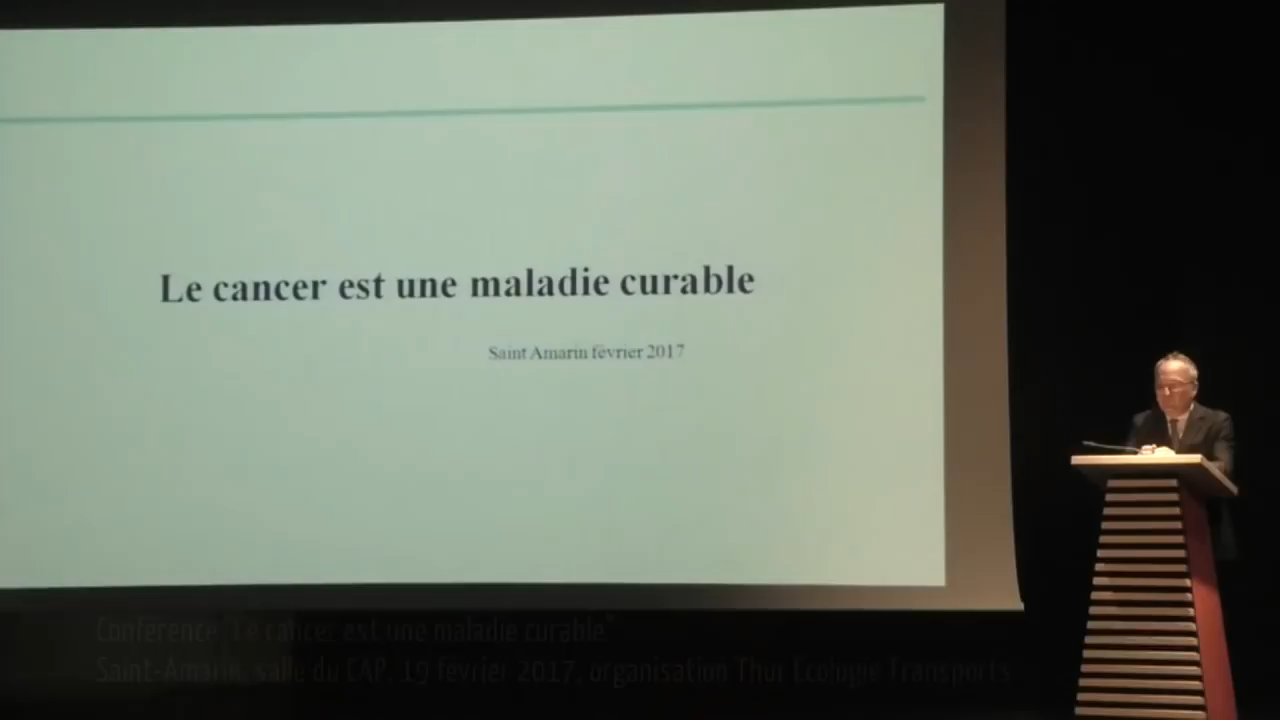 Le cancer est une maladie curable
Saint Amarin février 2017
Conférence "Le cancer est une maladie curable"
Saint-Amarin, salle du CAP, 19 février 2017, organisation Thur Ecologie Transports